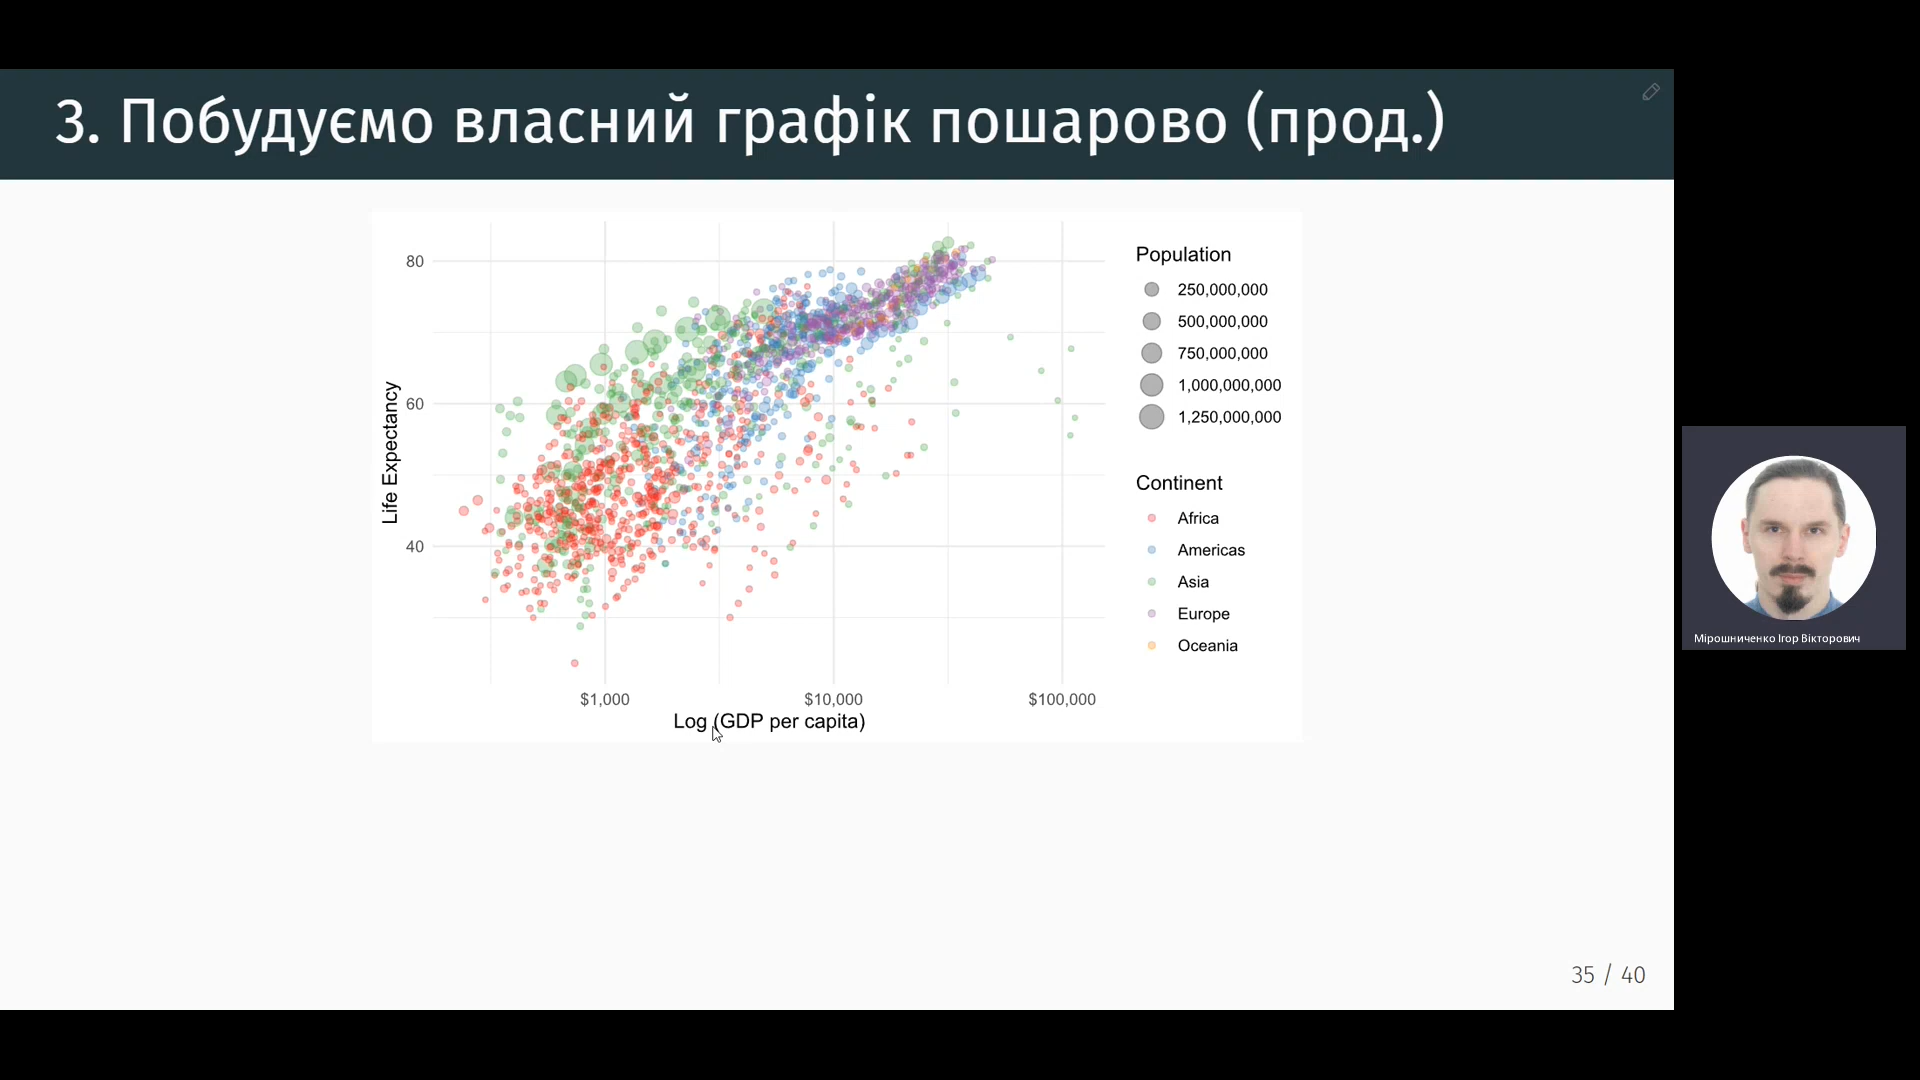 3. Побудуємо власний графік пошарово (прод.)
80
60
40
Life Expectancy
$1,000
$10,000
$100,000
Log (GDP per capita)
Population
250,000,000
500,000,000
750,000,000
1,000,000,000
1,250,000,000
Continent
Africa
Americas
Asia
Europe
Oceania
Мірошниченко Ігор Вікторович
35 / 40